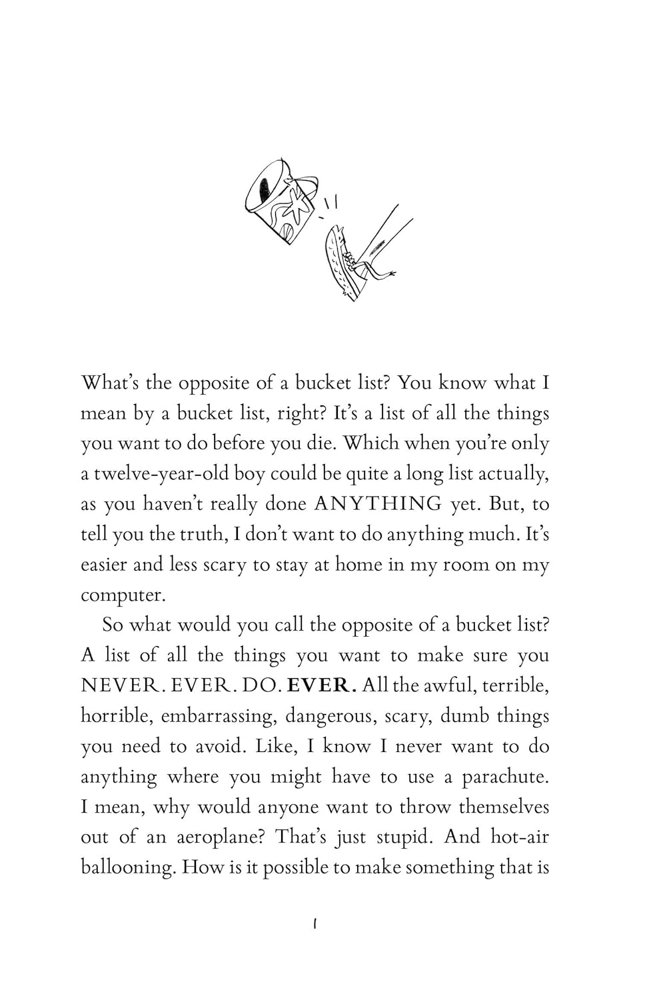 What's the opposite of a bucket list? You know what I
mean by a bucket list, right? It's a list of all the things
you want to do before you die. Which when you're only
a twelve-year-old boy could be quite a long list actually,
as you haven't really done ANYTHING yet. But, to
tell you the truth, I don't want to do anything much. It's
easier and less scary to stay at home in my room on my
computer.
So what would you call the opposite of a bucket list?
A list of all the things you want to make sure you
NEVER. EVER. DO. EVER. All the awful, terrible,
horrible, embarrassing, dangerous, scary, dumb things
you need to avoid. Like, I know I never want to do
anything where you might have to use a parachute.
I mean, why would anyone want to throw themselves
out of an aeroplane? That's just stupid. And hot-air
ballooning. How is it possible to make something that is
1